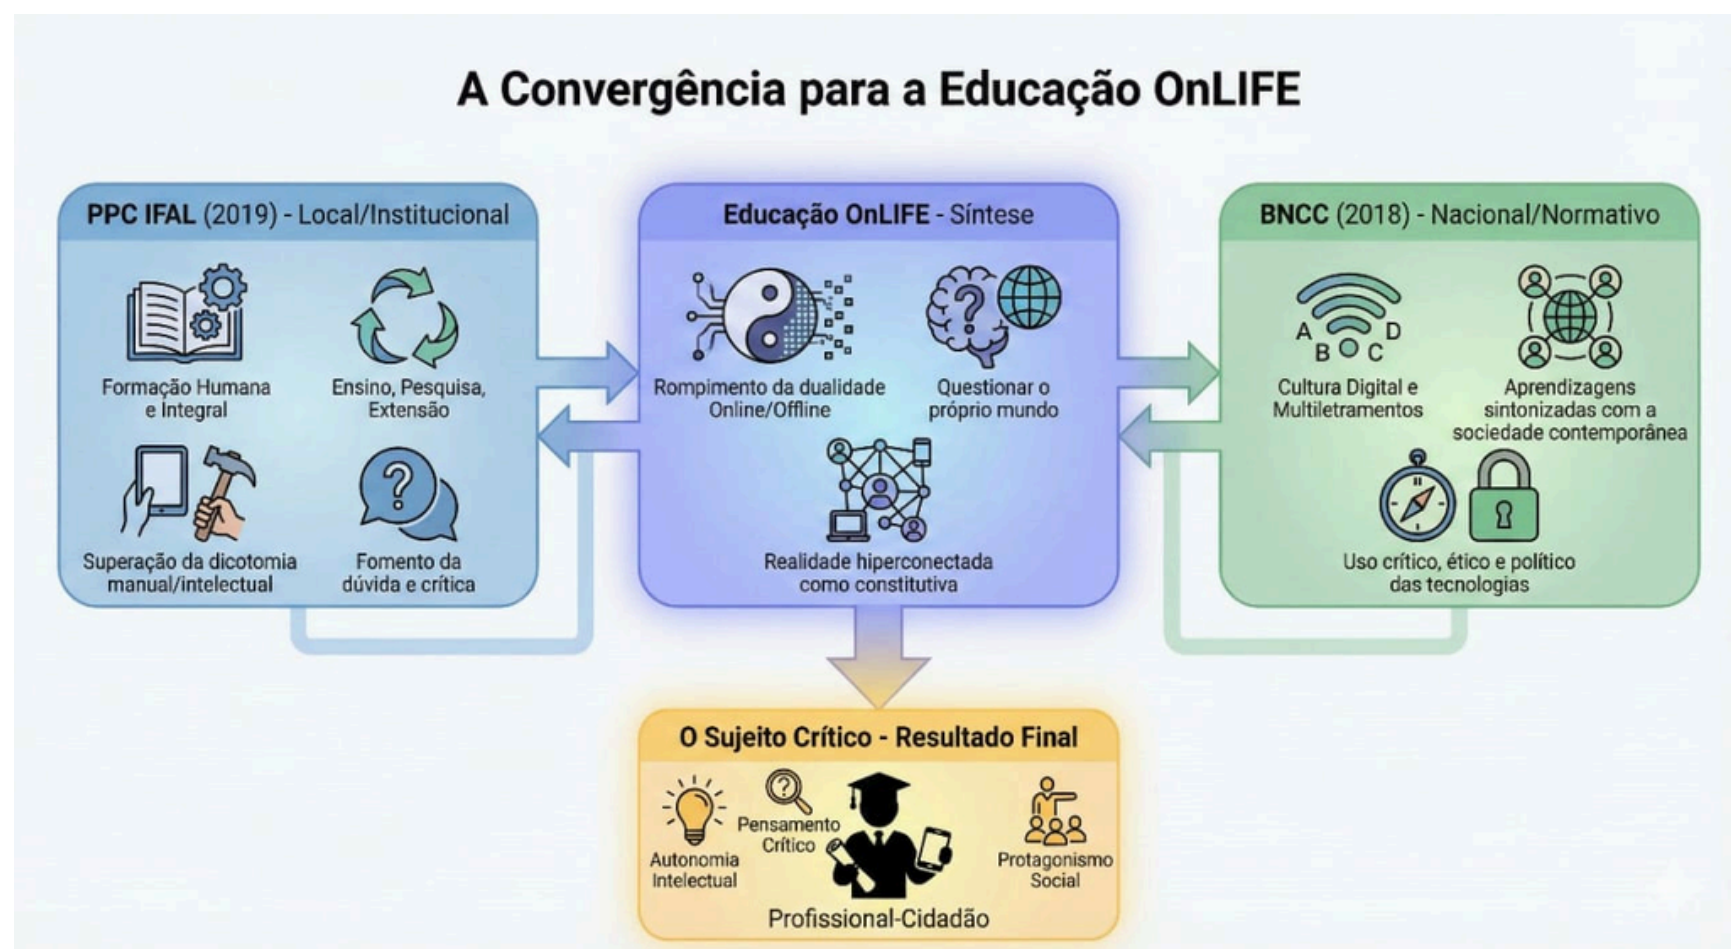 A Convergência para a Educação OnLIFE
PPC IFAL (2019) - Local/Institucional
Formação Humana
e Integral
Ensino, Pesquisa,
Extensão
Superação da dicotomia
manual/intelectual
?
Fomento da
dúvida e crítica
Educação OnLIFE - Síntese
Rompimento da dualidade
Online/Offline
?
Questionar o
próprio mundo
Realidade hiperconectada
como constitutiva
BNCC (2018) - Nacional/Normativo
A B C D
Cultura Digital e
Multiletramentos
Aprendizagens
sintonizadas com a
sociedade contemporânea
Uso crítico, ético e político
das tecnologias
O Sujeito Crítico - Resultado Final
Autonomia
Intelectual
?
Pensamento
Crítico
Profissional-Cidadão
Protagonismo
Social